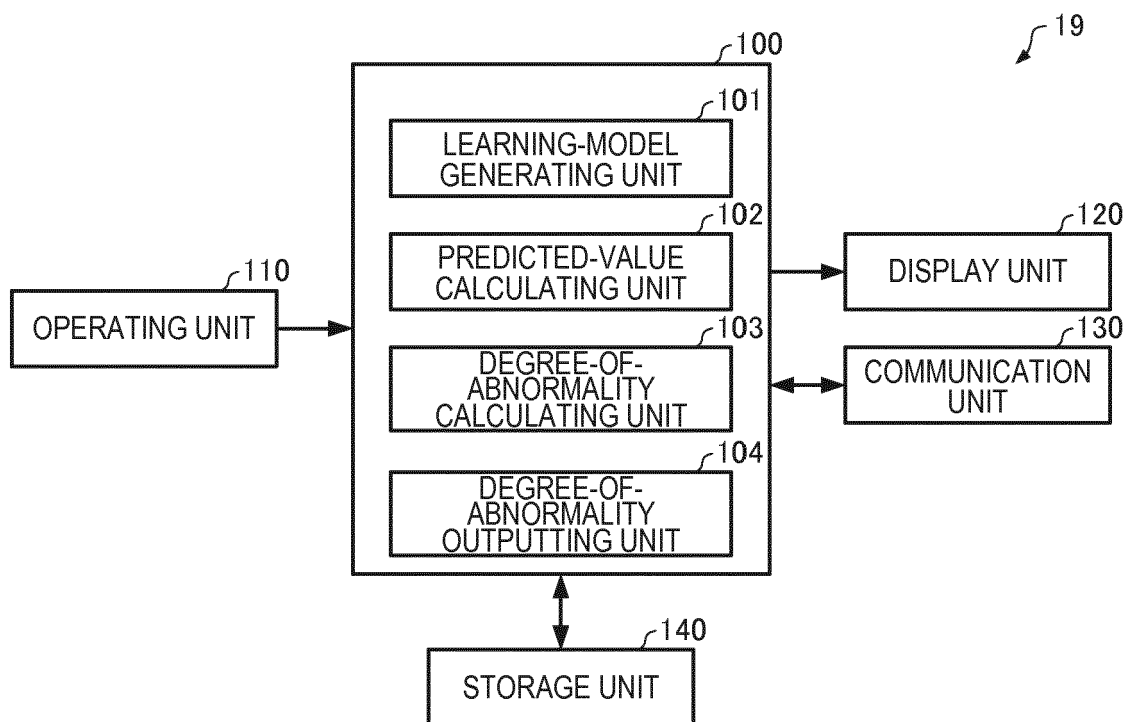 19
100
101
LEARNING-MODEL
GENERATING UNIT
102
PREDICTED-VALUE
CALCULATING UNIT
103
DEGREE-OF-
ABNORMALITY
CALCULATING UNIT
104
DEGREE-OF-
ABNORMALITY
OUTPUTTING UNIT
110
OPERATING UNIT
120
DISPLAY UNIT
130
COMMUNICATION
UNIT
140
STORAGE UNIT